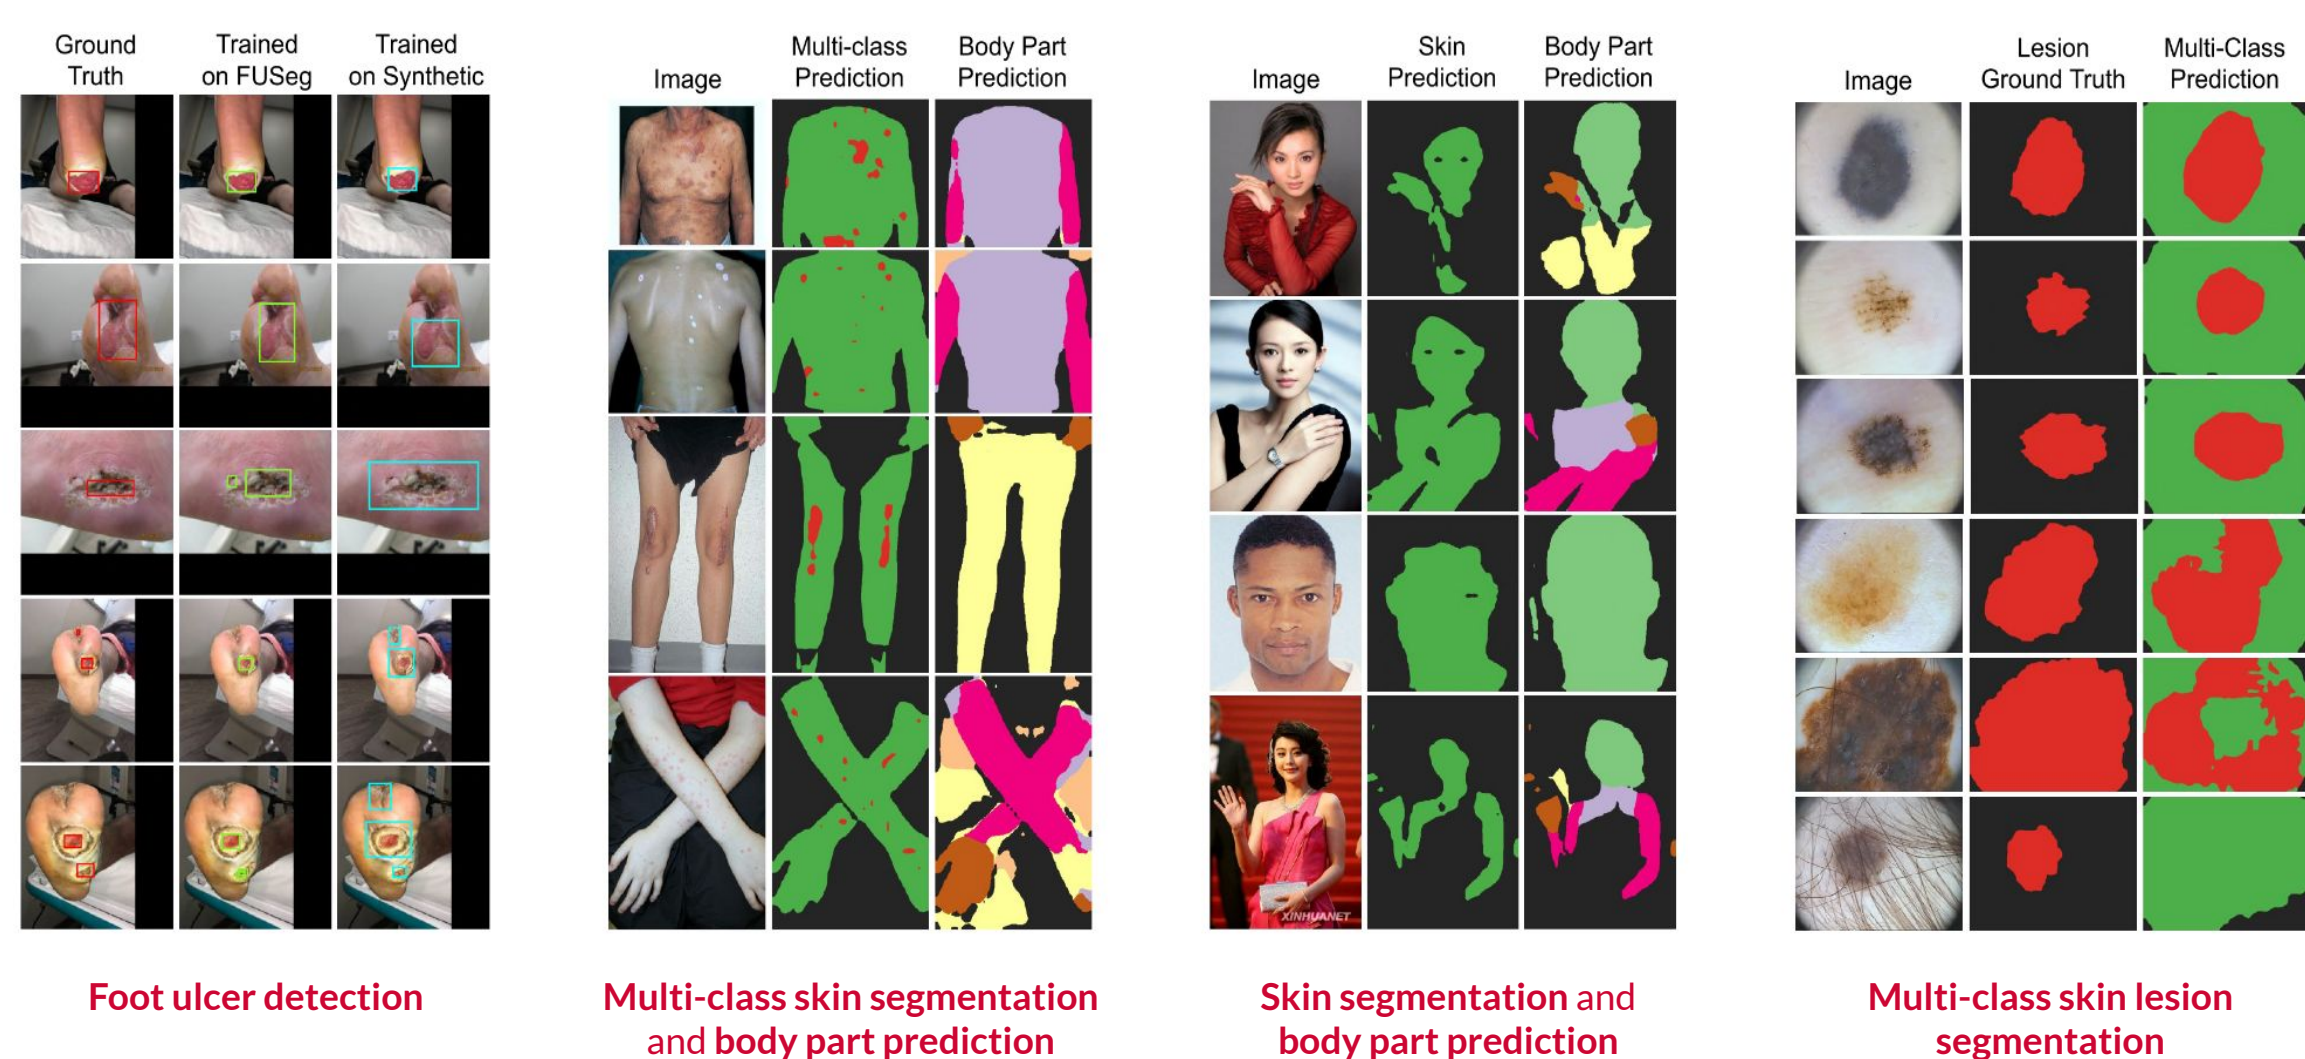 Ground
Truth
Trained
on FUSeg
Trained
on Synthetic
Foot ulcer detection
Image
Multi-class
Prediction
Body Part
Prediction
Multi-class skin segmentation
and body part prediction
Image
Skin
Prediction
Body Part
Prediction
XINHUANET
Skin segmentation and
body part prediction
Image
Lesion
Ground Truth
Multi-Class
Prediction
Multi-class skin lesion
segmentation